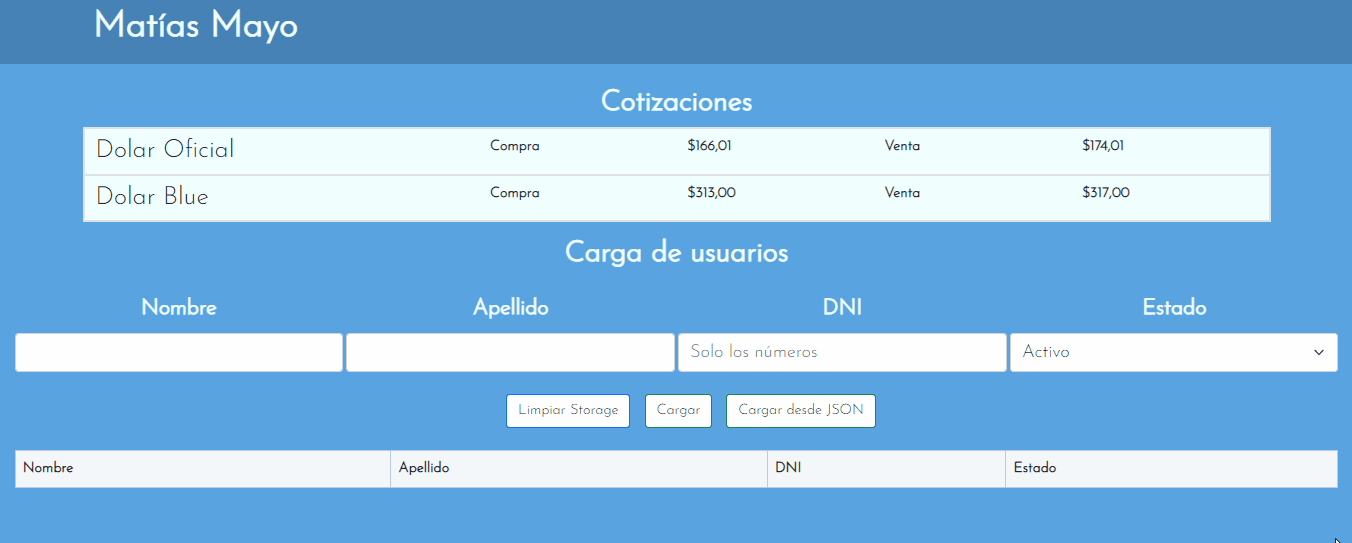 Matías Mayo
Cotizaciones
Dolar Oficial Compra $166,01 Venta $174,01
Dolar Blue Compra $313,00 Venta $317,00
Carga de usuarios
Nombre Apellido DNI Estado
Solo los números Activo
Limpiar Storage Cargar Cargar desde JSON
Nombre Apellido DNI Estado